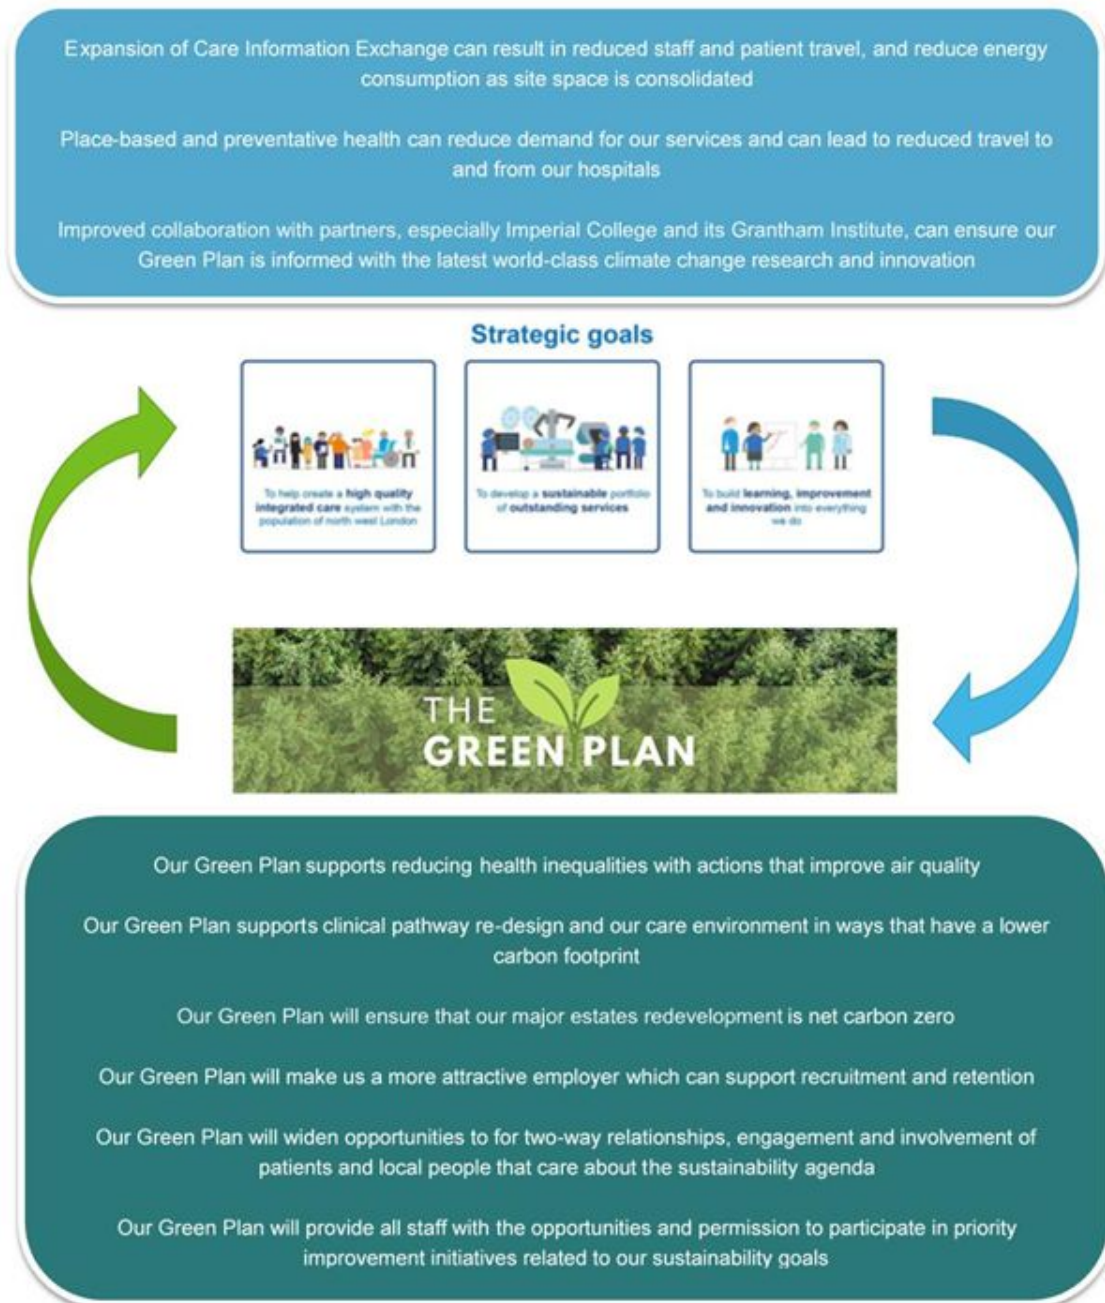 Expansion of Care Information Exchange can result in reduced staff and patient travel, and reduce energy
consumption as site space is consolidated
Place-based and preventative health can reduce demand for our services and can lead to reduced travel to
and from our hospitals
Improved collaboration with partners, especially Imperial College and its Grantham Institute, can ensure our
Green Plan is informed with the latest world-class climate change research and innovation
Strategic goals
To help create a high quality
integrated care system with the
population of north west London
To develop a sustainable portfolio
of outstanding services
To build learning, improvement
and innovation into everything
we do
THE
GREEN PLAN
Our Green Plan supports reducing health inequalities with actions that improve air quality
Our Green Plan supports clinical pathway re-design and our care environment in ways that have a lower
carbon footprint
Our Green Plan will ensure that our major estates redevelopment is net carbon zero
Our Green Plan will make us a more attractive employer which can support recruitment and retention
Our Green Plan will widen opportunities to for two-way relationships, engagement and involvement of
patients and local people that care about the sustainability agenda
Our Green Plan will provide all staff with the opportunities and permission to participate in priority
improvement initiatives related to our sustainability goals